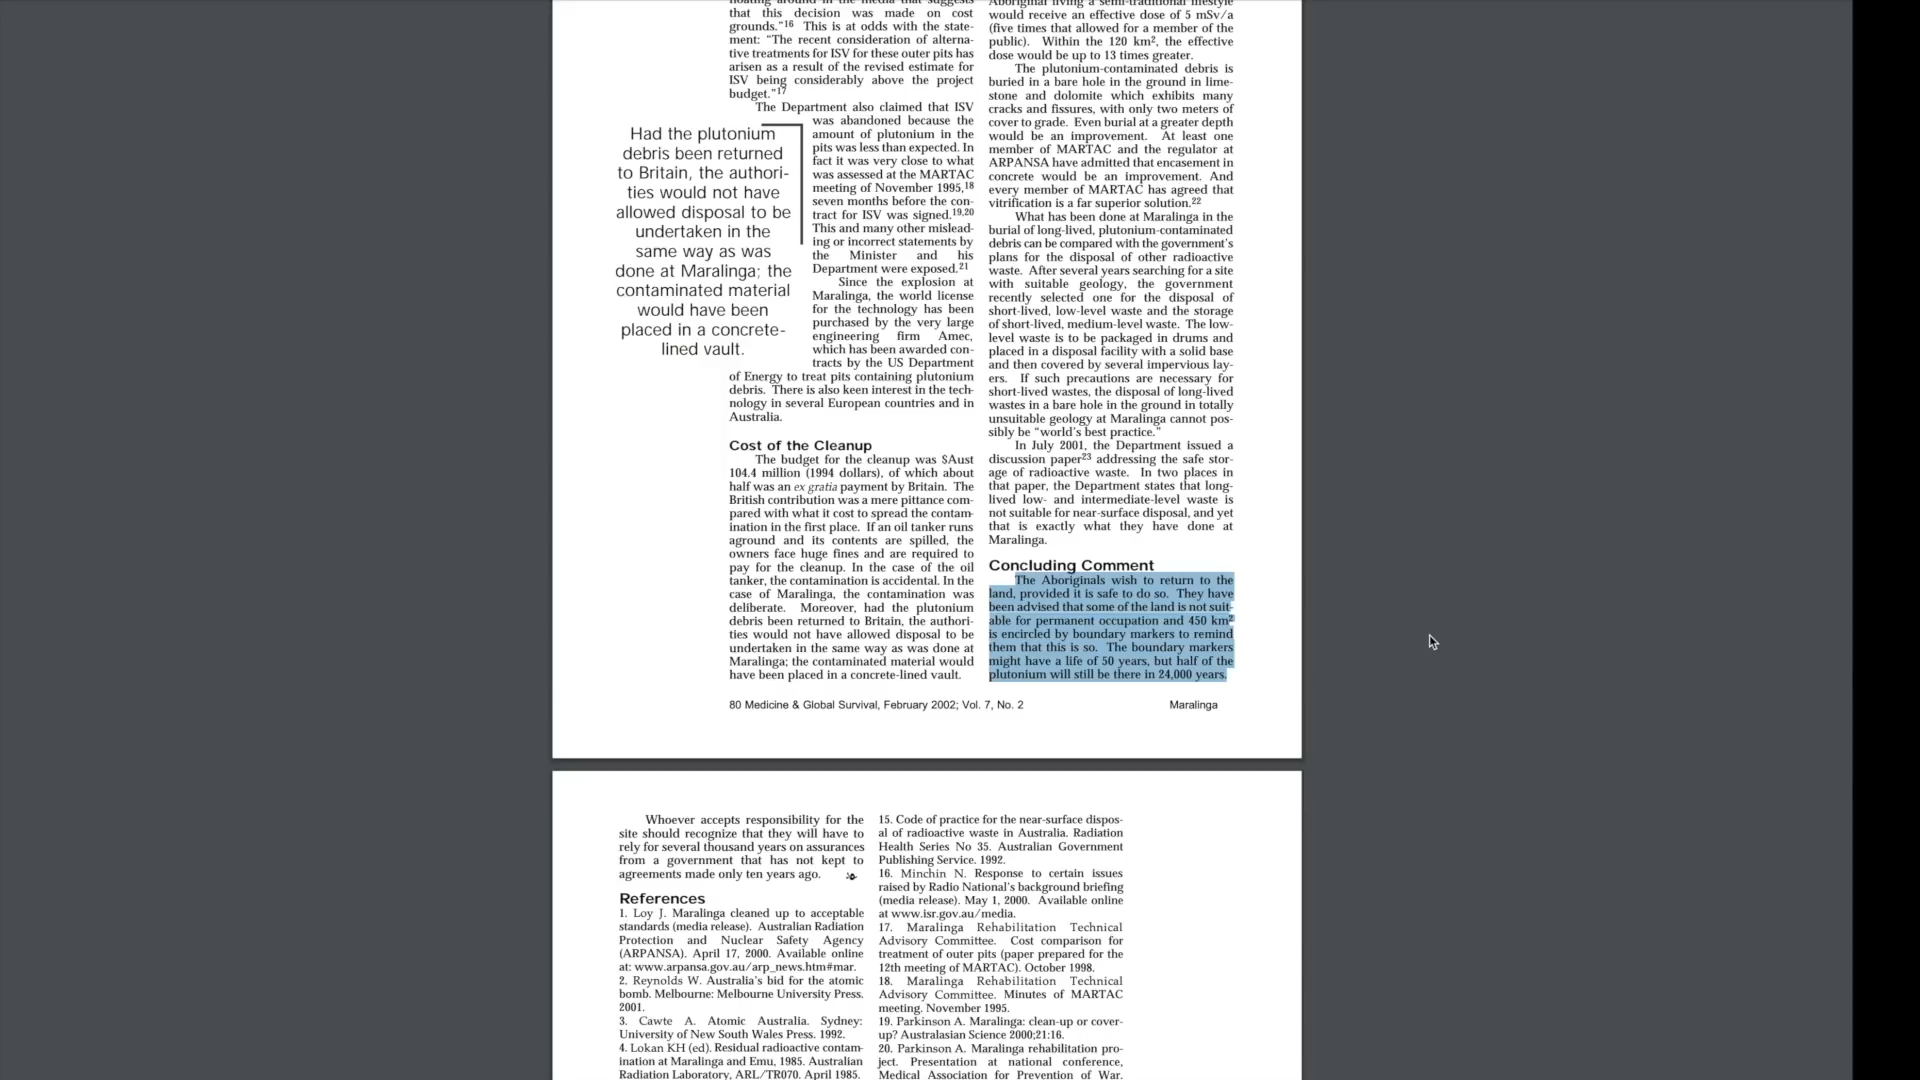 floating around in the media that suggests
that this decision was made on cost
grounds."16 This is at odds with the state-
ment: "The recent consideration of alterna-
tive treatments for ISV for these outer pits has
arisen as a result of the revised estimate for
ISV being considerably above the project
budget."17
The Department also claimed that ISV
was abandoned because the
amount of plutonium in the
pits was less than expected. In
fact it was very close to what
was assessed at the MARTAC
meeting of November 1995,18
seven months before the con-
tract for ISV was signed.19,20
This and many other mislead-
ing or incorrect statements by
the Minister and his
Department were exposed.21
Since the explosion at
Maralinga, the world license
for the technology has been
purchased by the very large
engineering firm Amec,
which has been awarded con-
tracts by the US Department
of Energy to treat pits containing plutonium
debris. There is also keen interest in the tech-
nology in several European countries and in
Australia.
Had the plutonium
debris been returned
to Britain, the authori-
ties would not have
allowed disposal to be
undertaken in the
same way as was
done at Maralinga; the
contaminated material
would have been
placed in a concrete-
lined vault.
Cost of the Cleanup
The budget for the cleanup was $Aust
104.4 million (1994 dollars), of which about
half was an ex gratia payment by Britain. The
British contribution was a mere pittance com-
pared with what it cost to spread the contam-
ination in the first place. If an oil tanker runs
aground and its contents are spilled, the
owners face huge fines and are required to
pay for the cleanup. In the case of the oil
tanker, the contamination is accidental. In the
case of Maralinga, the contamination was
deliberate. Moreover, had the plutonium
debris been returned to Britain, the authori-
ties would not have allowed disposal to be
undertaken in the same way as was done at
Maralinga; the contaminated material would
have been placed in a concrete-lined vault.
Aboriginal living a semi-traditional lifestyle
would receive an effective dose of 5 mSv/a
(five times that allowed for a member of the
public). Within the 120 km2, the effective
dose would be up to 13 times greater.
The plutonium-contaminated debris is
buried in a bare hole in the ground in lime-
stone and dolomite which exhibits many
cracks and fissures, with only two meters of
cover to grade. Even burial at a greater depth
would be an improvement. At least one
member of MARTAC and the regulator at
ARPANSA have admitted that encasement in
concrete would be an improvement. And
every member of MARTAC has agreed that
vitrification is a far superior solution.22
What has been done at Maralinga in the
burial of long-lived, plutonium-contaminated
debris can be compared with the government's
plans for the disposal of other radioactive
waste. After several years searching for a site
with suitable geology, the government
recently selected one for the disposal of
short-lived, low-level waste and the storage
of short-lived, medium-level waste. The low-
level waste is to be packaged in drums and
placed in a disposal facility with a solid base
and then covered by several impervious lay-
ers. If such precautions are necessary for
short-lived wastes, the disposal of long-lived
wastes in a bare hole in the ground in totally
unsuitable geology at Maralinga cannot pos-
sibly be "world's best practice."
In July 2001, the Department issued a
discussion paper23 addressing the safe stor-
age of radioactive waste. In two places in
that paper, the Department states that long-
lived low- and intermediate-level waste is
not suitable for near-surface disposal, and yet
that is exactly what they have done at
Maralinga.
Concluding Comment
The Aboriginals wish to return to the
land, provided it is safe to do so. They have
been advised that some of the land is not suit-
able for permanent occupation and 450 km2
is encircled by boundary markers to remind
them that this is so. The boundary markers
might have a life of 50 years, but half of the
plutonium will still be there in 24,000 years.
80 Medicine & Global Survival, February 2002; Vol. 7, No. 2
Maralinga
Whoever accepts responsibility for the
site should recognize that they will have to
rely for several thousand years on assurances
from a government that has not kept to
agreements made only ten years ago.
References
1. Loy J. Maralinga cleaned up to acceptable
standards (media release). Australian Radiation
Protection and Nuclear Safety Agency
(ARPANSA). April 17, 2000. Available online
at: www.arpansa.gov.au/arp_news.htm#mar.
2. Reynolds W. Australia's bid for the atomic
bomb. Melbourne: Melbourne University Press.
2001.
3. Cawte A. Atomic Australia. Sydney:
University of New South Wales Press. 1992.
4. Lokan KH (ed). Residual radioactive contam-
ination at Maralinga and Emu, 1985. Australian
Radiation Laboratory, ARL/TR070. April 1985.
15. Code of practice for the near-surface dispos-
al of radioactive waste in Australia. Radiation
Health Series No 35. Australian Government
Publishing Service. 1992.
16. Minchin N. Response to certain issues
raised by Radio National's background briefing
(media release). May 1, 2000. Available online
at www.isr.gov.au/media.
17. Maralinga Rehabilitation Technical
Advisory Committee. Cost comparison for
treatment of outer pits (paper prepared for the
12th meeting of MARTAC). October 1998.
18. Maralinga Rehabilitation Technical
Advisory Committee. Minutes of MARTAC
meeting. November 1995.
19. Parkinson A. Maralinga: clean-up or cover-
up? Australasian Science 2000;21:16.
20. Parkinson A. Maralinga rehabilitation pro-
ject. Presentation at national conference,
Medical Association for Prevention of War.